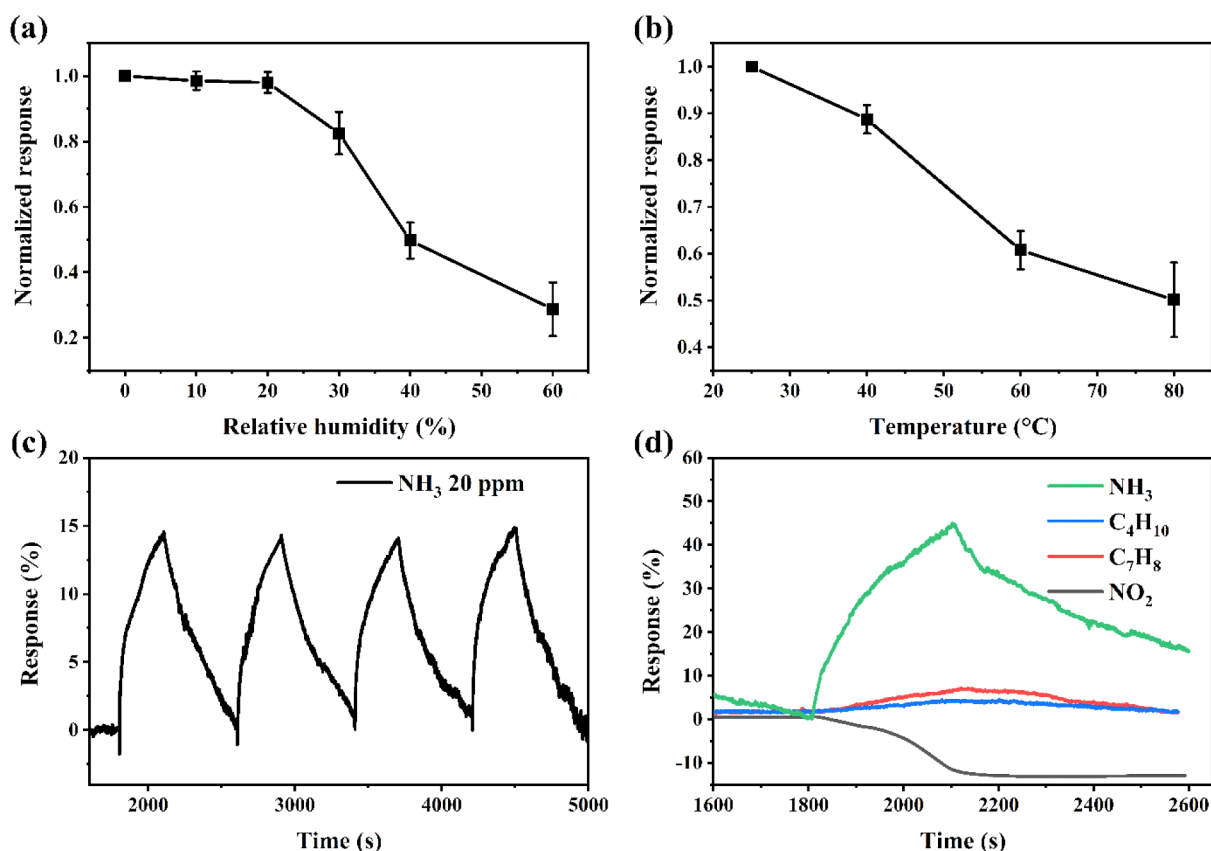 (a)
Normalized response
1.0
0.8
0.6
0.4
0.2
0 10 20 30 40 50 60
Relative humidity (%)
(b)
Normalized response
1.0
0.9
0.8
0.7
0.6
0.5
0.4
20 30 40 50 60 70 80
Temperature (°C)
(c)
Response (%)
20
15
10
5
0
NH₃ 20 ppm
2000 3000 4000 5000
Time (s)
(d)
Response (%)
60
50
40
30
20
10
0
-10
NH₃
C₄H₁₀
C₇H₈
NO₂
1600 1800 2000 2200 2400 2600
Time (s)